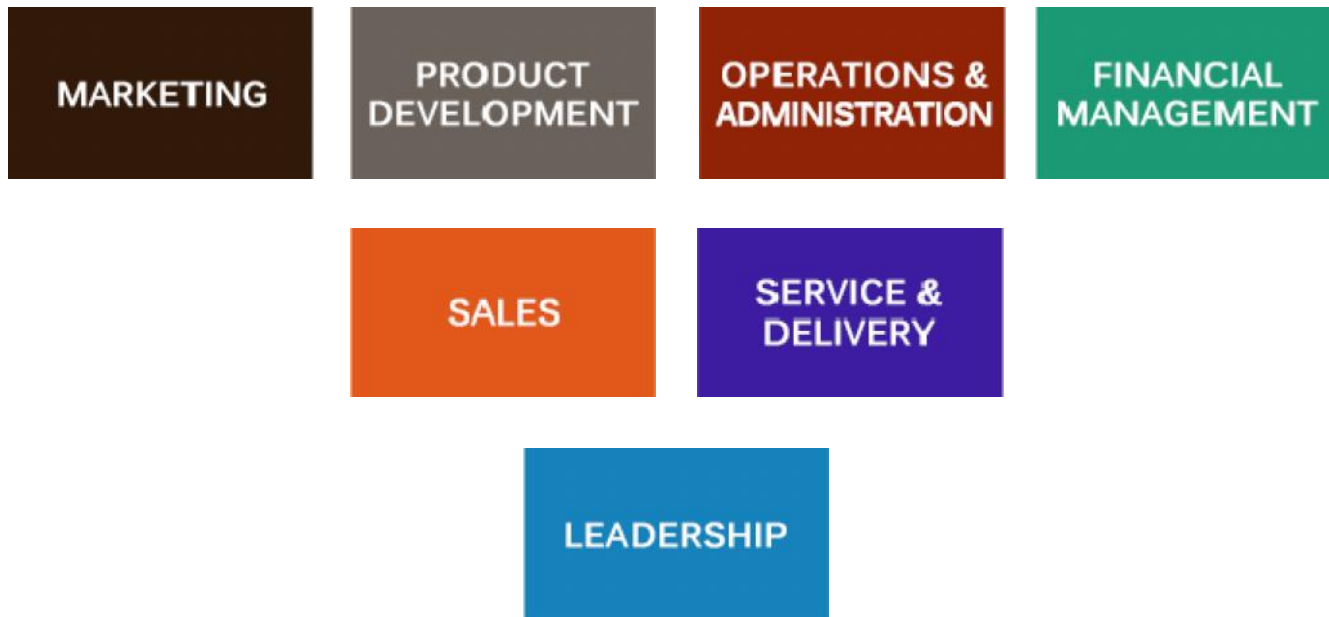 MARKETING
PRODUCT
DEVELOPMENT
OPERATIONS &
ADMINISTRATION
FINANCIAL
MANAGEMENT
SALES
SERVICE &
DELIVERY
LEADERSHIP